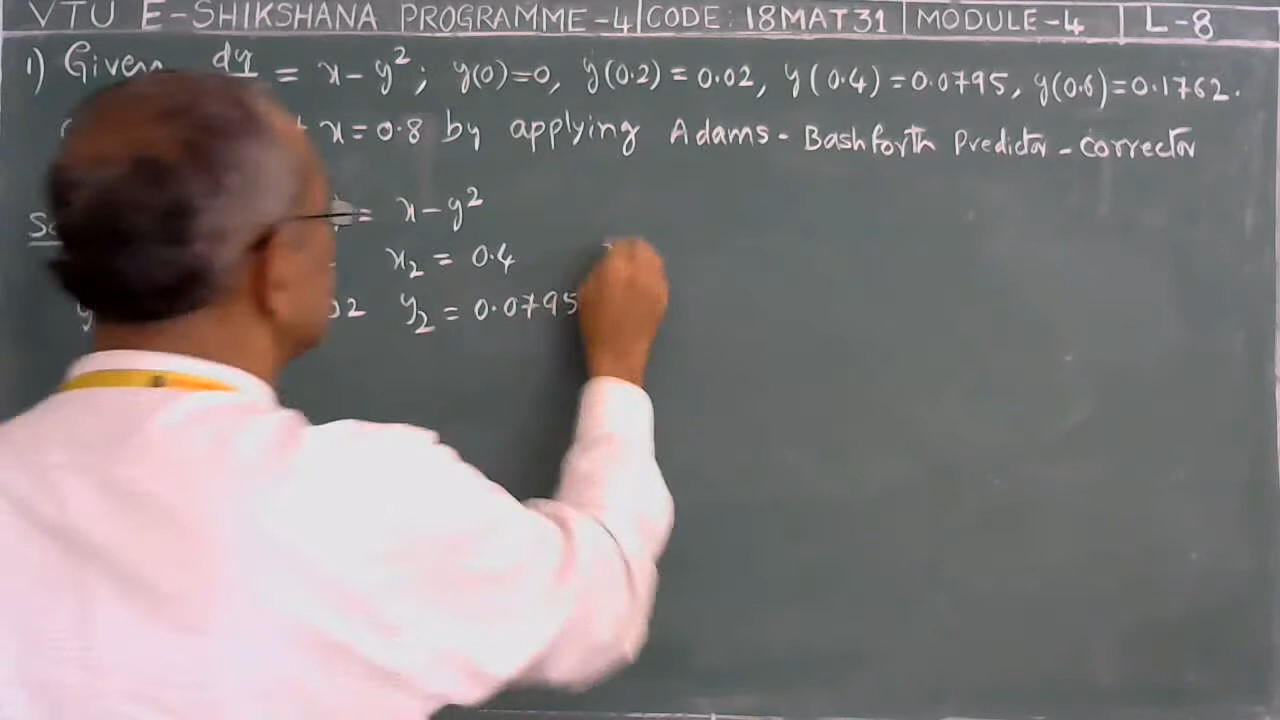 VTU E-SHIKSHANA PROGRAMME-4 | CODE: 18MAT31 | MODULE-4 | L-8
1) Given dy = x - y²; y(0)=0, y(0.2)=0.02, y(0.4)=0.0795, y(0.6)=0.1762.
x=0.8 by applying Adams-Bashforth Predictor-corrector
= x-y²
x₂ = 0.4
y₂ = 0.0795